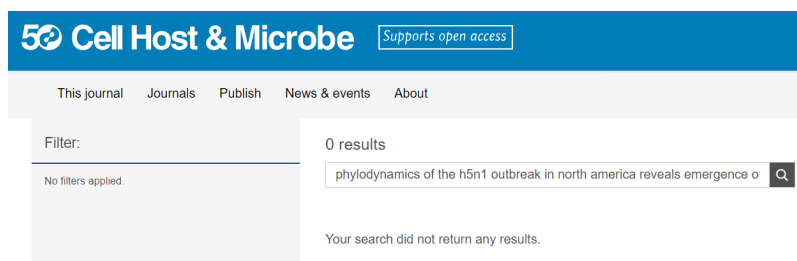 50 Cell Host & Microbe Supports open access
This journal Journals Publish News & events About
Filter:
No filters applied.
0 results
phylodynamics of the h5n1 outbreak in north america reveals emergence o
Your search did not return any results.